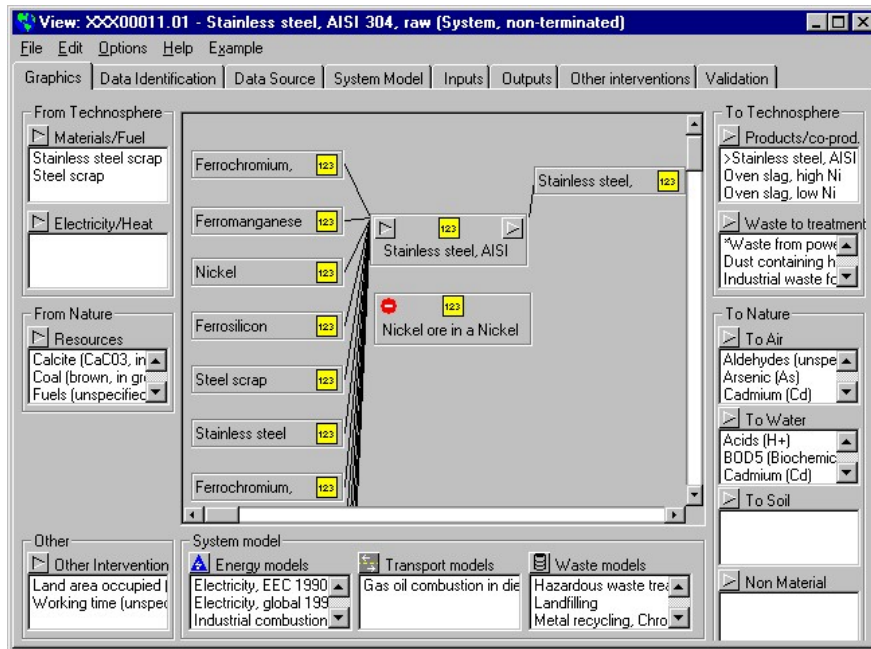 View: XXX00011.01 - Stainless steel, AISI 304, raw (System, non-terminated)
File Edit Options Help Example
Graphics Data Identification Data Source System Model Inputs Outputs Other interventions Validation
From Technosphere
Materials/Fuel
Stainless steel scrap
Steel scrap
Electricity/Heat
From Nature
Resources
Calcite (CaCO3, in
Coal (brown, in gro
Fuels (unspecified
Ferrochromium, 123
Ferromanganese 123
Nickel 123
Ferrosilicon 123
Steel scrap 123
Stainless steel 123
Ferrochromium, 123
123
Stainless steel, AISI
123
Nickel ore in a Nickel
Stainless steel, 123
To Technosphere
Products/co-prod.
>Stainless steel, AISI
Oven slag, high Ni
Oven slag, low Ni
Waste to treatment
*Waste from powe
Dust containing h
Industrial waste fo
To Nature
To Air
Aldehydes (unspe
Arsenic (As)
Cadmium (Cd)
To Water
Acids (H+)
BOD5 (Biochemic
Cadmium (Cd)
To Soil
Non Material
Other
Other Intervention
Land area occupied
Working time (unspec
System model
Energy models
Electricity, EEC 1990
Electricity, global 199
Industrial combustion
Transport models
Gas oil combustion in die
Waste models
Hazardous waste trea
Landfilling
Metal recycling, Chro